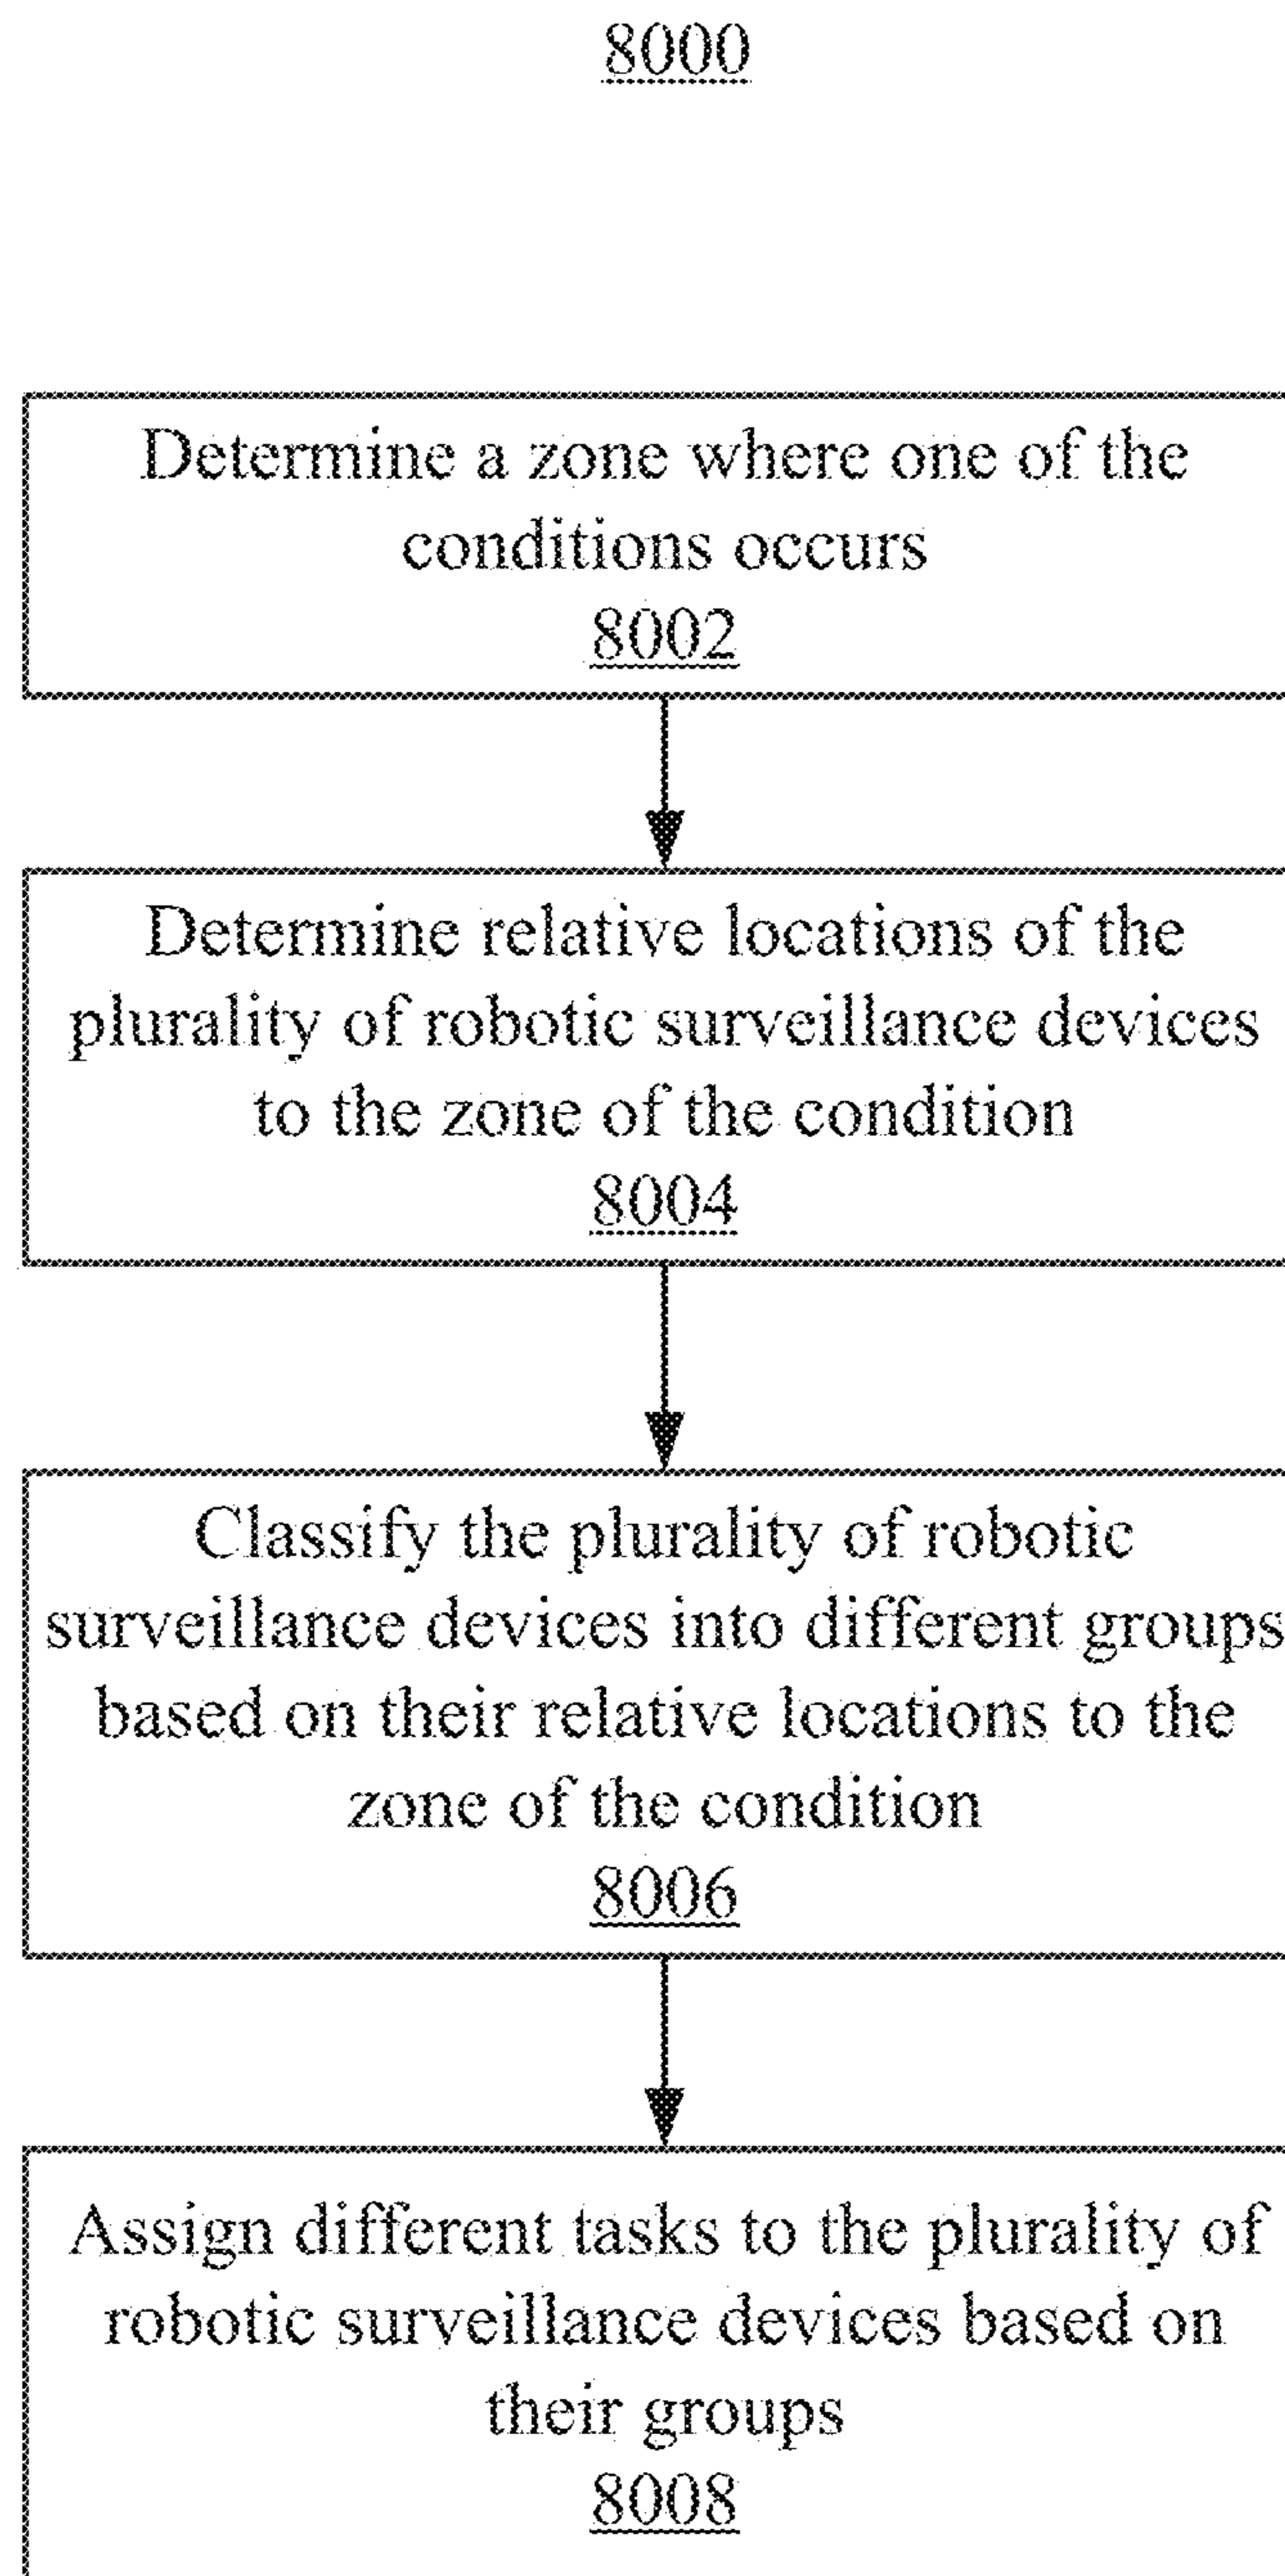 8000
Determine a zone where one of the
conditions occurs
8002
Determine relative locations of the
plurality of robotic surveillance devices
to the zone of the condition
8004
Classify the plurality of robotic
surveillance devices into different groups
based on their relative locations to the
zone of the condition
8006
Assign different tasks to the plurality of
robotic surveillance devices based on
their groups
8008